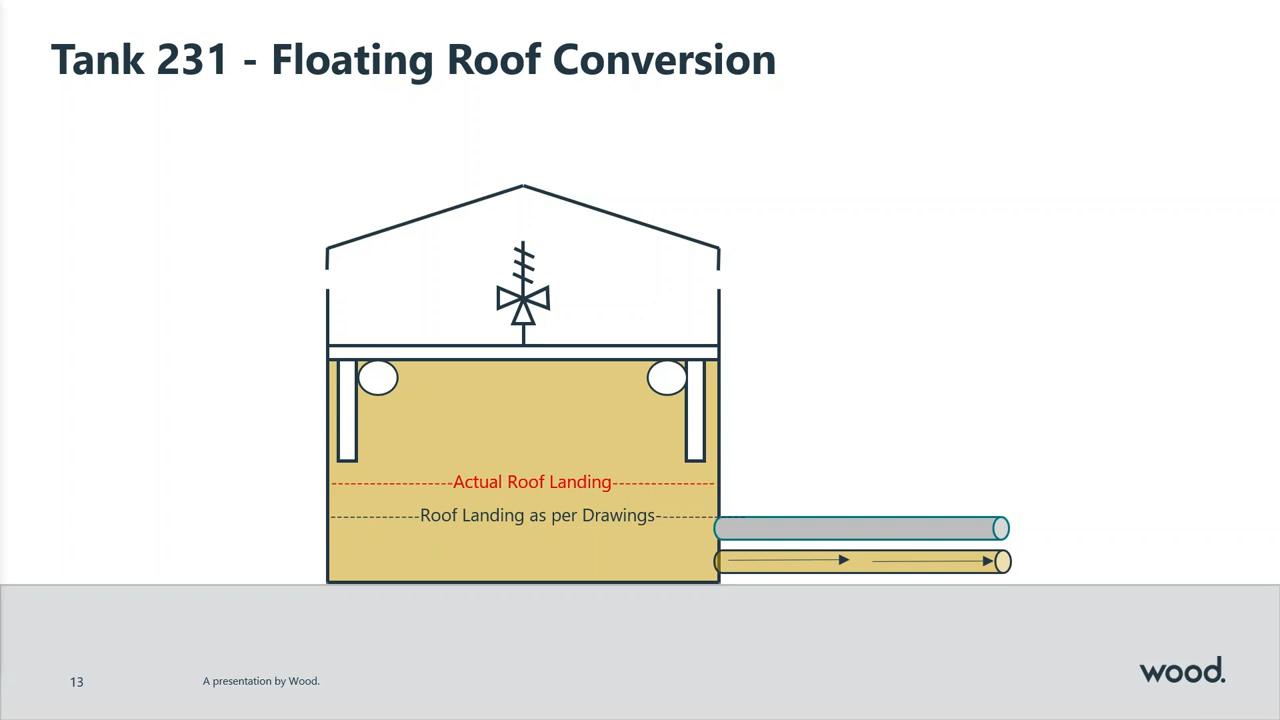 Tank 231 - Floating Roof Conversion
Actual Roof Landing
Roof Landing as per Drawings
13
A presentation by Wood.
wood.